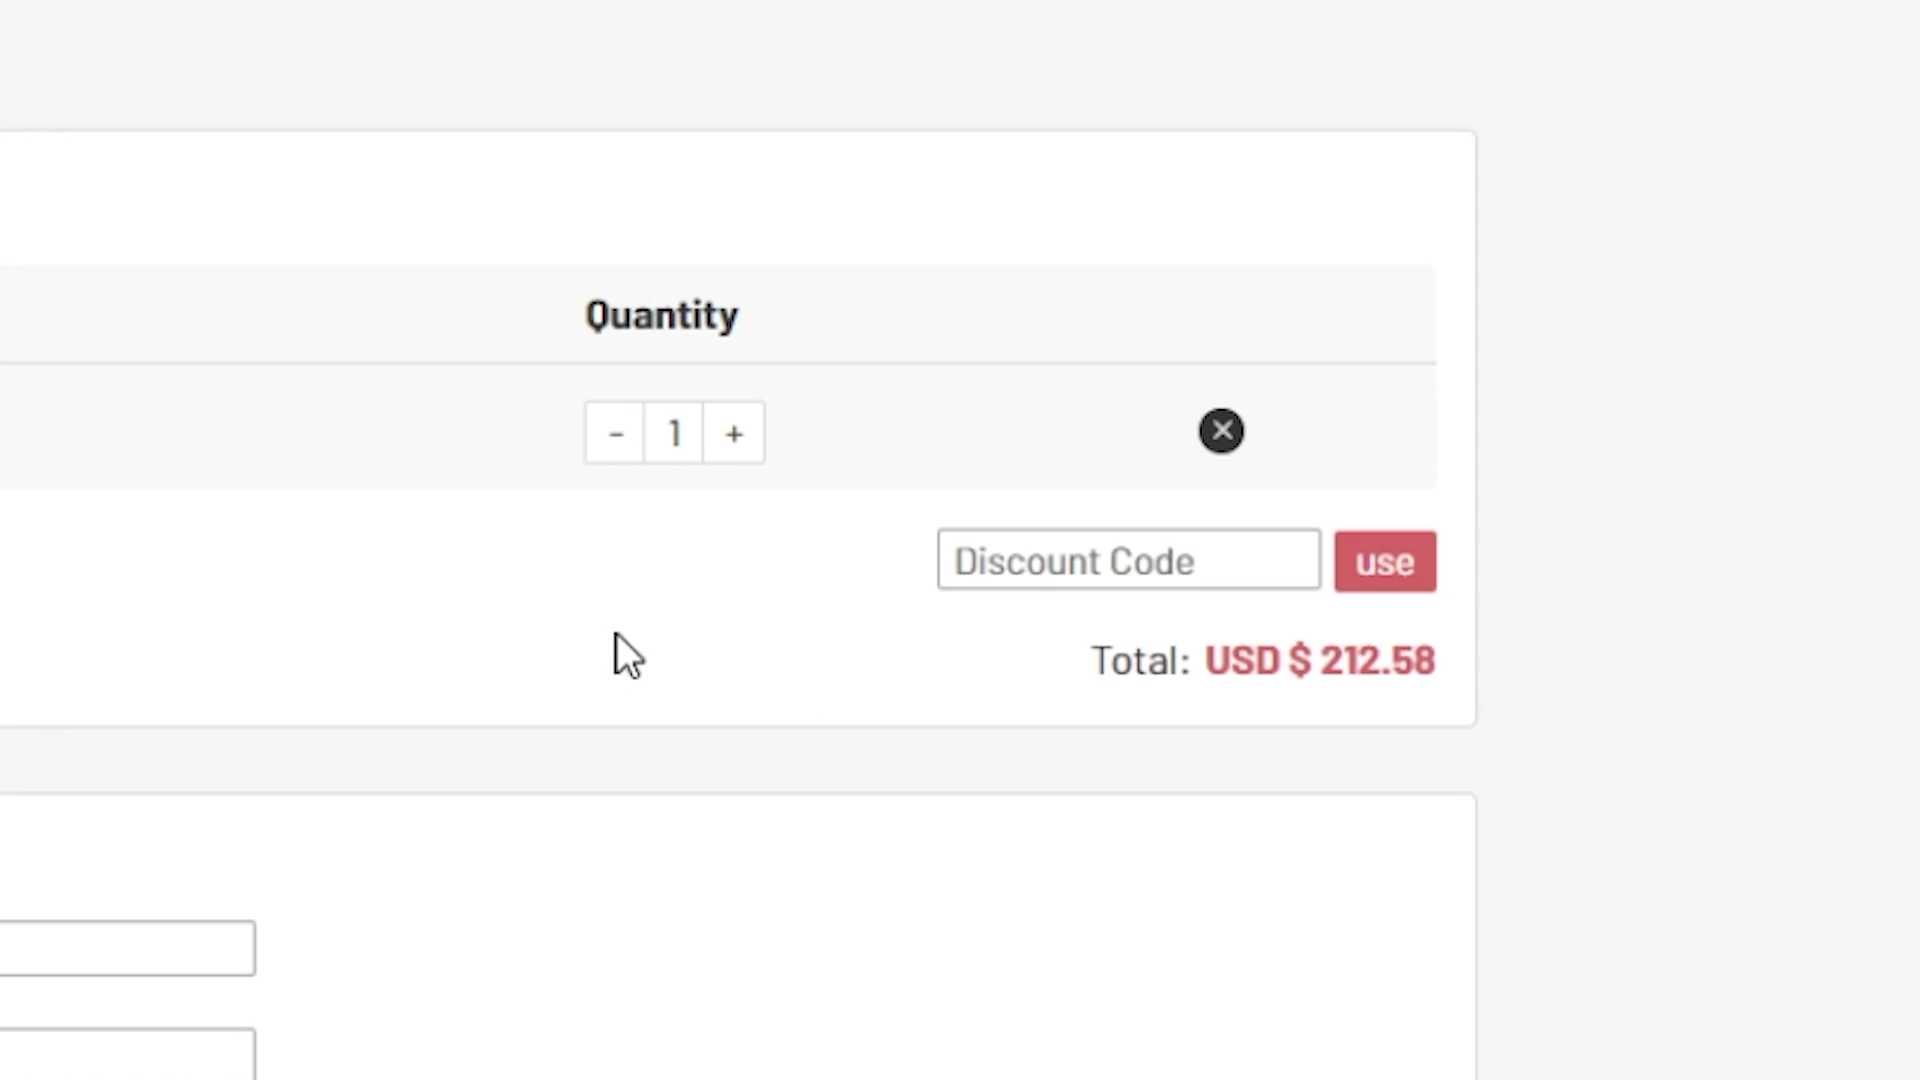 Quantity
- 1 +
Discount Code use
Total: USD $ 212.58